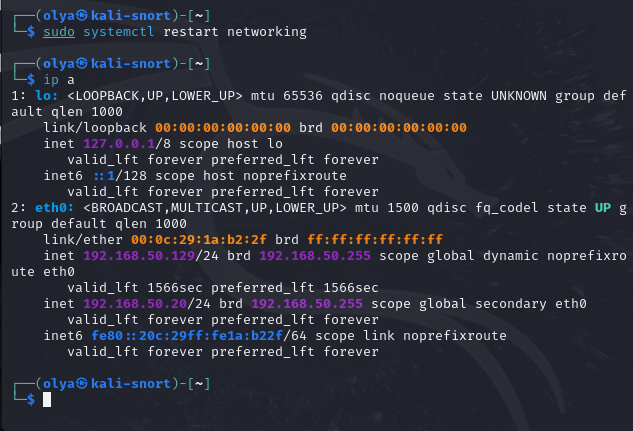 ┌──(olya㉿kali-snort)-[~]
└─$ sudo systemctl restart networking
┌──(olya㉿kali-snort)-[~]
└─$ ip a
1: lo: <LOOPBACK,UP,LOWER_UP> mtu 65536 qdisc noqueue state UNKNOWN group def
ault qlen 1000
    link/loopback 00:00:00:00:00:00 brd 00:00:00:00:00:00
    inet 127.0.0.1/8 scope host lo
       valid_lft forever preferred_lft forever
    inet6 ::1/128 scope host noprefixroute
       valid_lft forever preferred_lft forever
2: eth0: <BROADCAST,MULTICAST,UP,LOWER_UP> mtu 1500 qdisc fq_codel state UP g
roup default qlen 1000
    link/ether 00:0c:29:1a:b2:2f brd ff:ff:ff:ff:ff:ff
    inet 192.168.50.129/24 brd 192.168.50.255 scope global dynamic noprefixro
ute eth0
       valid_lft 1566sec preferred_lft 1566sec
    inet 192.168.50.20/24 brd 192.168.50.255 scope global secondary eth0
       valid_lft forever preferred_lft forever
    inet6 fe80::20c:29ff:fe1a:b22f/64 scope link noprefixroute
       valid_lft forever preferred_lft forever
┌──(olya㉿kali-snort)-[~]
└─$